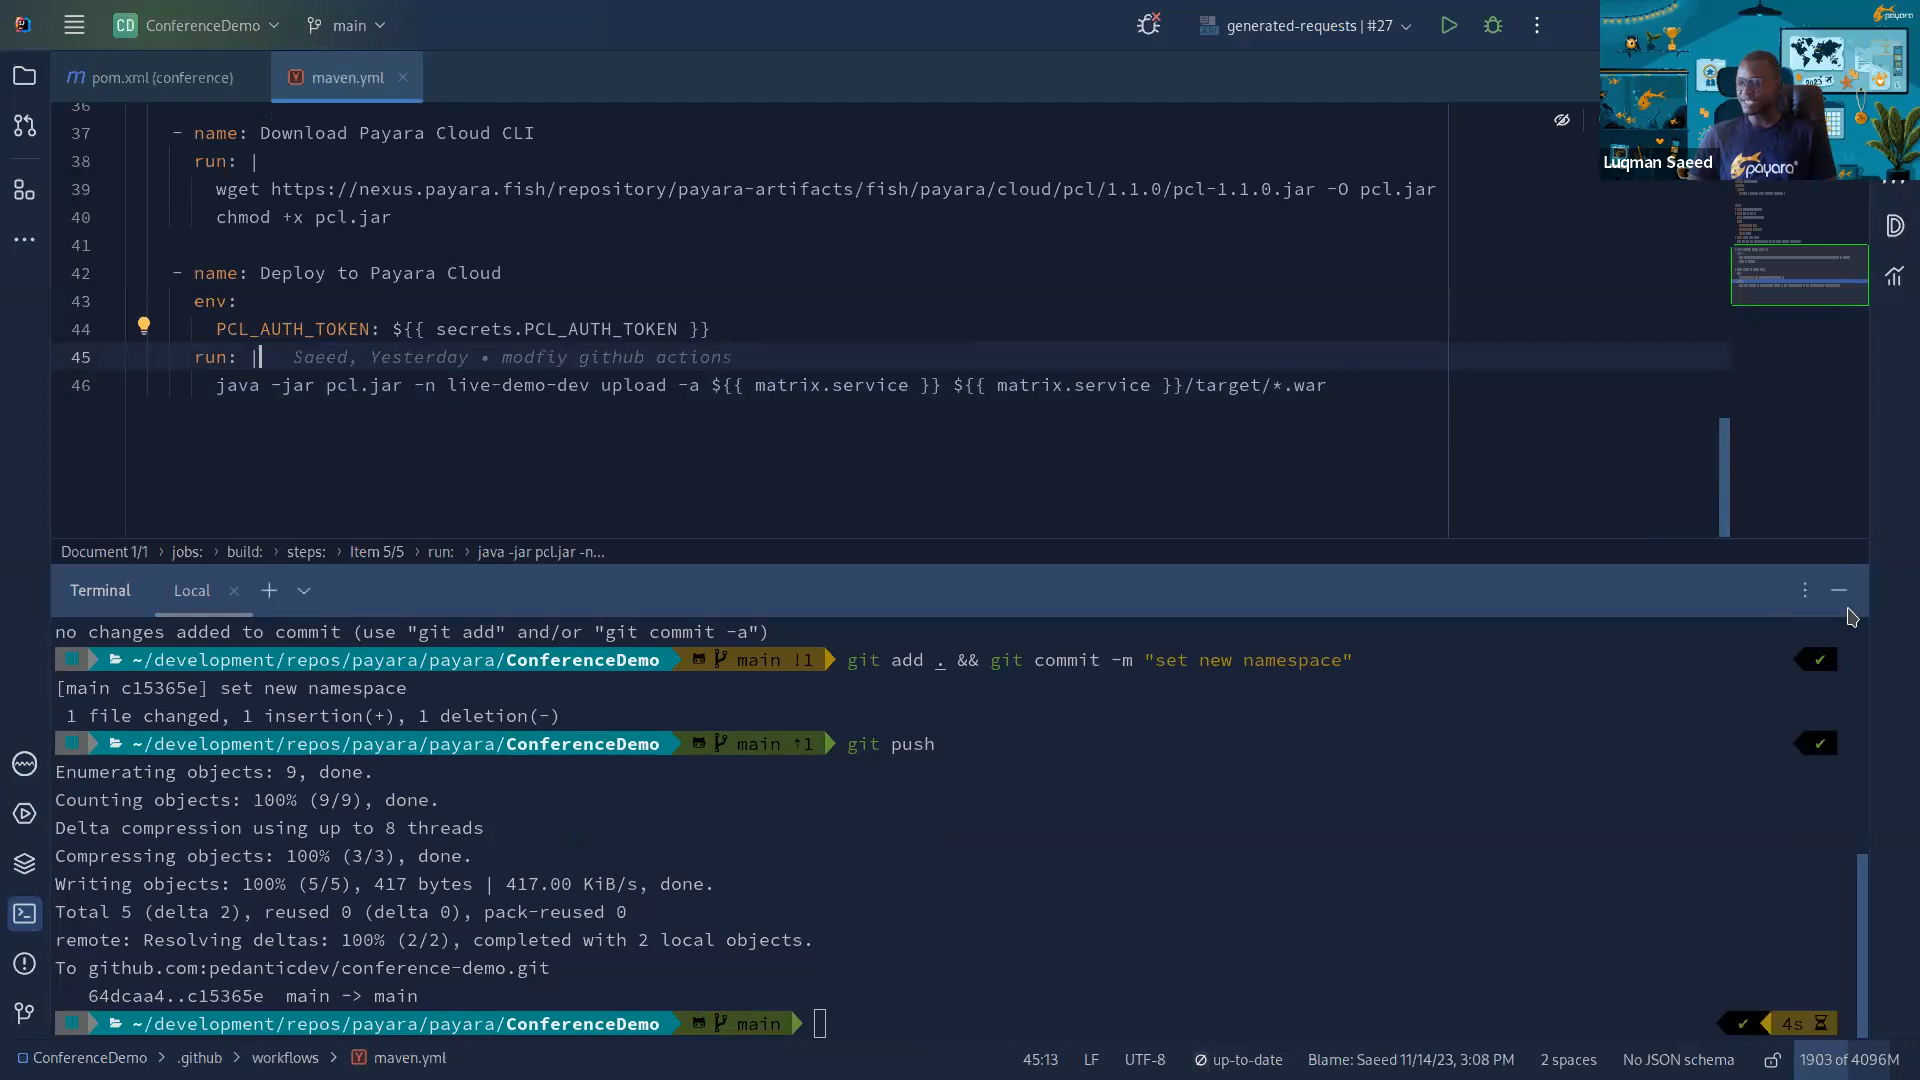 CD ConferenceDemo main
generated-requests | #27
payara
pom.xml (conference) maven.yml
2023
36
37 - name: Download Payara Cloud CLI
38 run: |
39 wget https://nexus.payara.fish/repository/payara-artifacts/fish/payara/cloud/pcl/1.1.0/pcl-1.1.0.jar -O pcl.jar
40 chmod +x pcl.jar
41
42 - name: Deploy to Payara Cloud
43 env:
44 PCL_AUTH_TOKEN: ${{ secrets.PCL_AUTH_TOKEN }}
45 run: | Saeed, Yesterday • modfiy github actions
46 java -jar pcl.jar -n live-demo-dev upload -a ${{ matrix.service }} ${{ matrix.service }}/target/*.war
Luqman Saeed
payara
Document 1/1 › jobs: › build: › steps: › Item 5/5 › run: › java -jar pcl.jar -n...
Terminal Local
no changes added to commit (use "git add" and/or "git commit -a")
~/development/repos/payara/payara/ConferenceDemo main !1 git add . && git commit -m "set new namespace"
[main c15365e] set new namespace
1 file changed, 1 insertion(+), 1 deletion(-)
~/development/repos/payara/payara/ConferenceDemo main ↑1 git push
Enumerating objects: 9, done.
Counting objects: 100% (9/9), done.
Delta compression using up to 8 threads
Compressing objects: 100% (3/3), done.
Writing objects: 100% (5/5), 417 bytes | 417.00 KiB/s, done.
Total 5 (delta 2), reused 0 (delta 0), pack-reused 0
remote: Resolving deltas: 100% (2/2), completed with 2 local objects.
To github.com:pedanticdev/conference-demo.git
64dcaa4..c15365e main -> main
~/development/repos/payara/payara/ConferenceDemo main 4s
ConferenceDemo › .github › workflows › maven.yml
45:13 LF UTF-8 up-to-date Blame: Saeed 11/14/23, 3:08 PM 2 spaces No JSON schema 1903 of 4096M